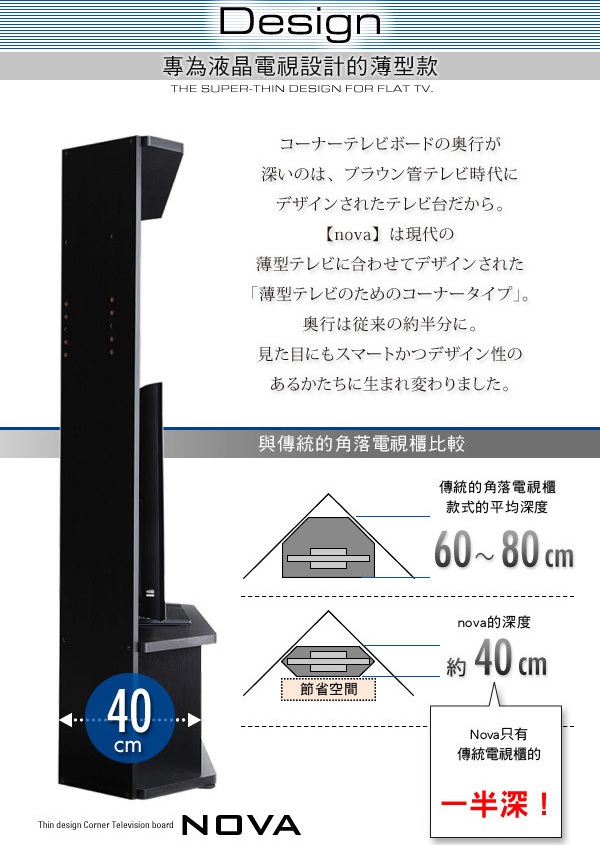 Design
專為液晶電視設計的薄型款
THE SUPER-THIN DESIGN FOR FLAT TV.
コーナーテレビボードの奥行が
深いのは、ブラウン管テレビ時代に
デザインされたテレビ台だから。
【nova】は現代の
薄型テレビに合わせてデザインされた
「薄型テレビのためのコーナータイプ」。
奥行は従来の約半分に。
見た目にもスマートかつデザイン性の
あるかたちに生まれ変わりました。
與傳統的角落電視櫃比較
傳統的角落電視櫃
款式的平均深度
60～80cm
nova的深度
約 40cm
節省空間
Nova只有
傳統電視櫃的
一半深！
40
cm
Thin design Corner Television board NOVA